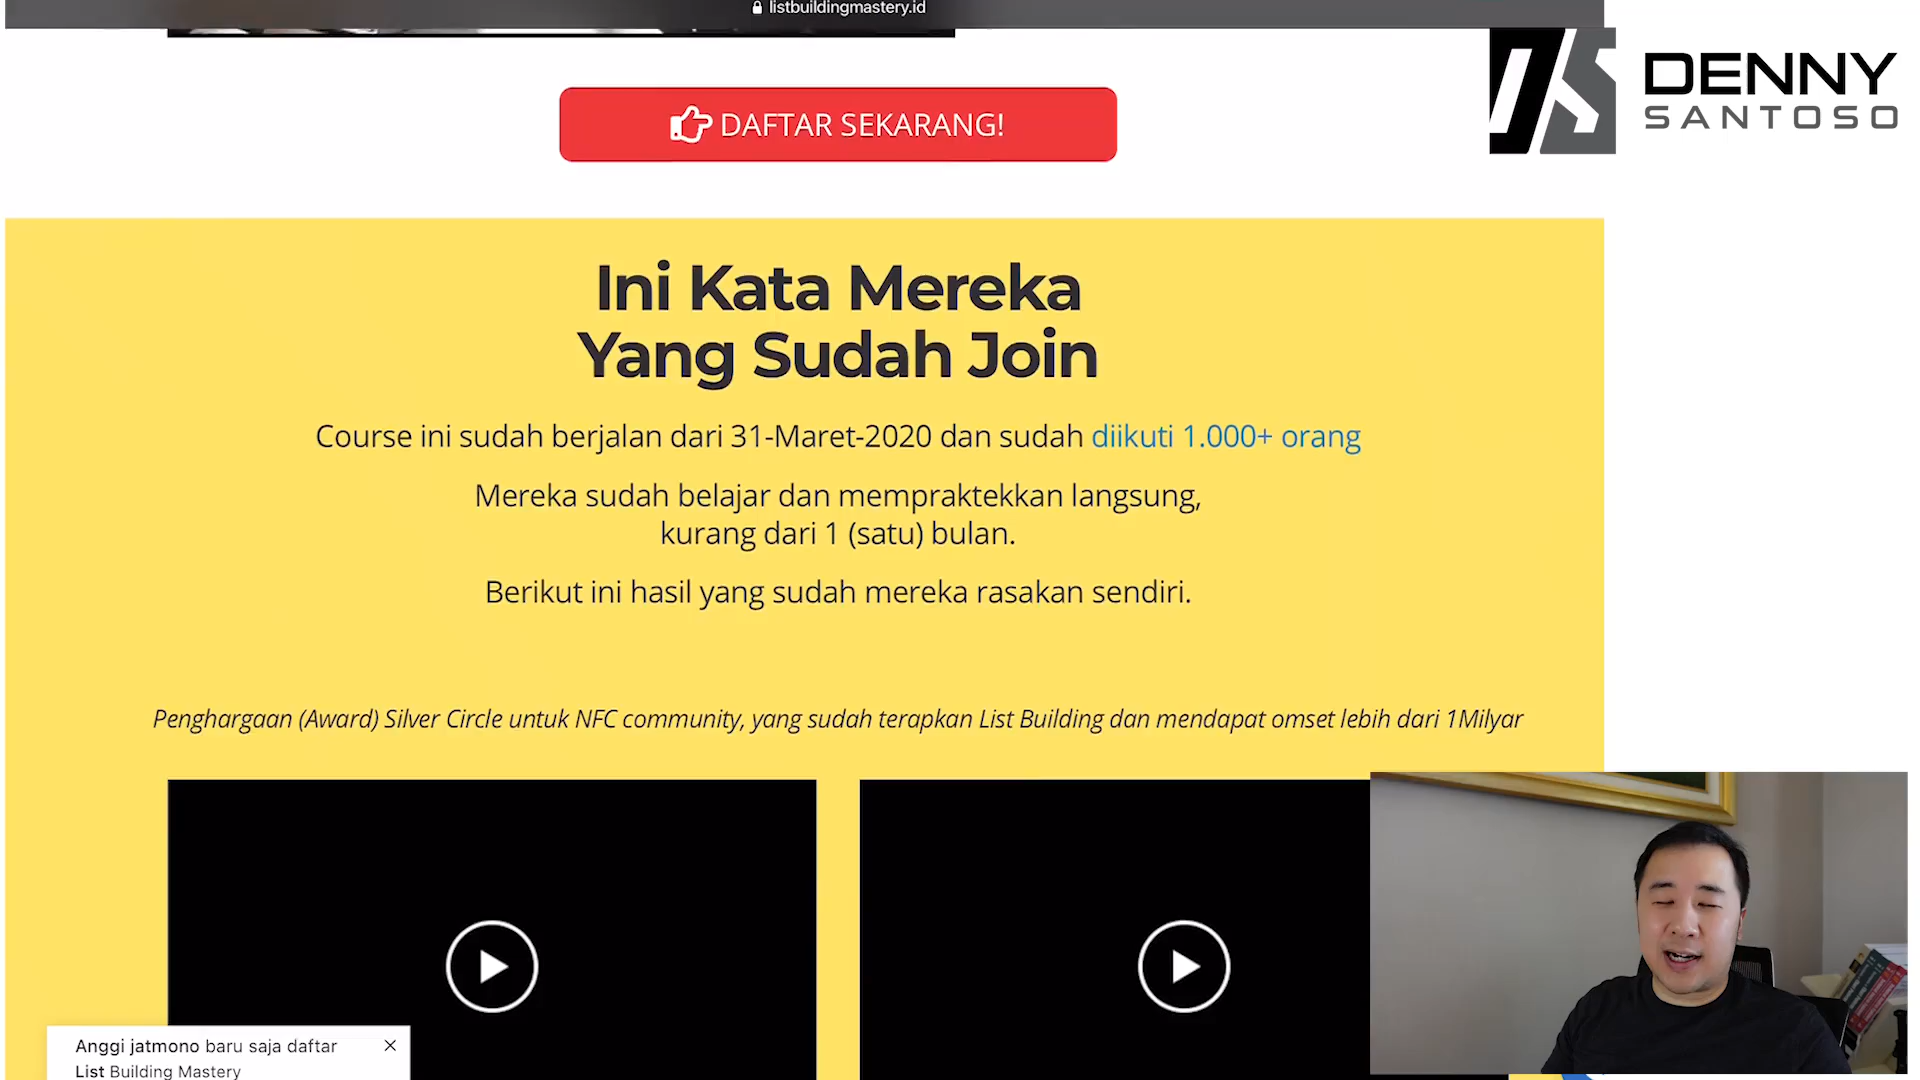 listbuildingmastery.id
DENNY
SANTOSO
DAFTAR SEKARANG!
Ini Kata Mereka
Yang Sudah Join
Course ini sudah berjalan dari 31-Maret-2020 dan sudah diikuti 1.000+ orang
Mereka sudah belajar dan mempraktekkan langsung,
kurang dari 1 (satu) bulan.
Berikut ini hasil yang sudah mereka rasakan sendiri.
Penghargaan (Award) Silver Circle untuk NFC community, yang sudah terapkan List Building dan mendapat omset lebih dari 1Milyar
Anggi jatmono baru saja daftar
List Building Mastery